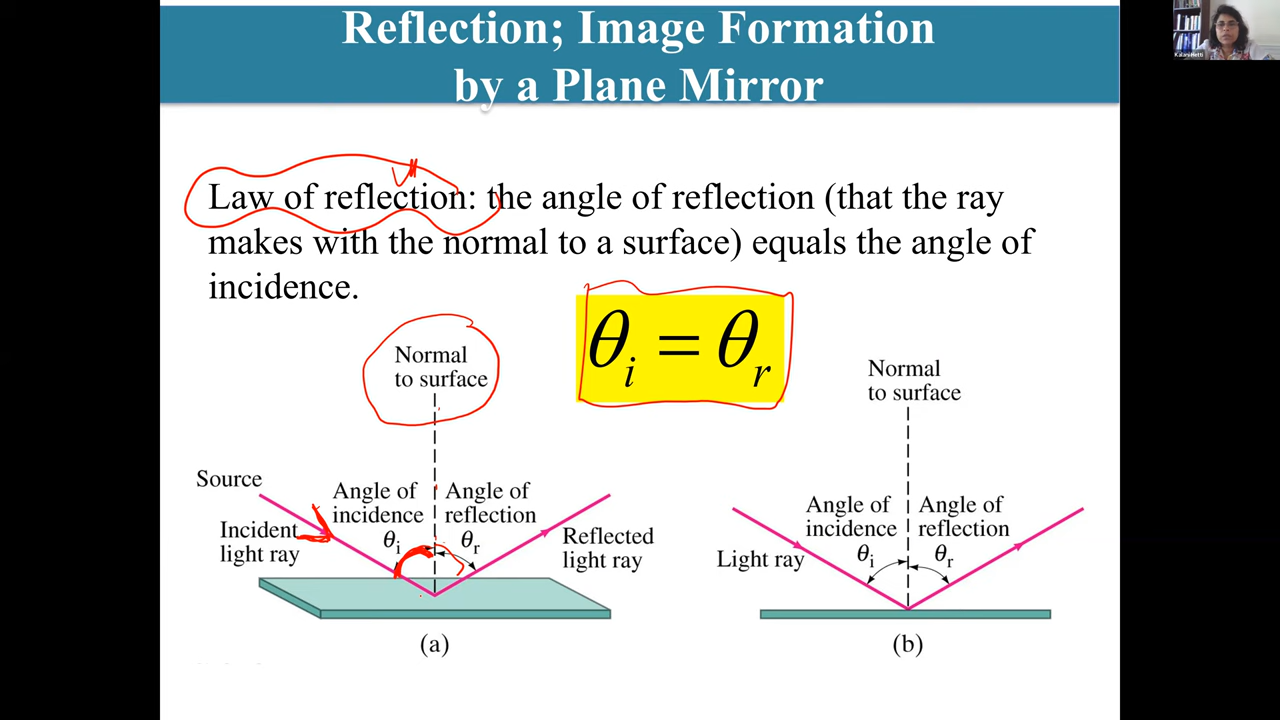 Reflection; Image Formation
by a Plane Mirror
Kalani Hetti
Law of reflection: the angle of reflection (that the ray
makes with the normal to a surface) equals the angle of
incidence.
θi = θr
Normal
to surface
Source
Incident
light ray
Angle of
incidence
θi
Angle of
reflection
θr
Reflected
light ray
(a)
Normal
to surface
Light ray
Angle of
incidence
θi
Angle of
reflection
θr
(b)